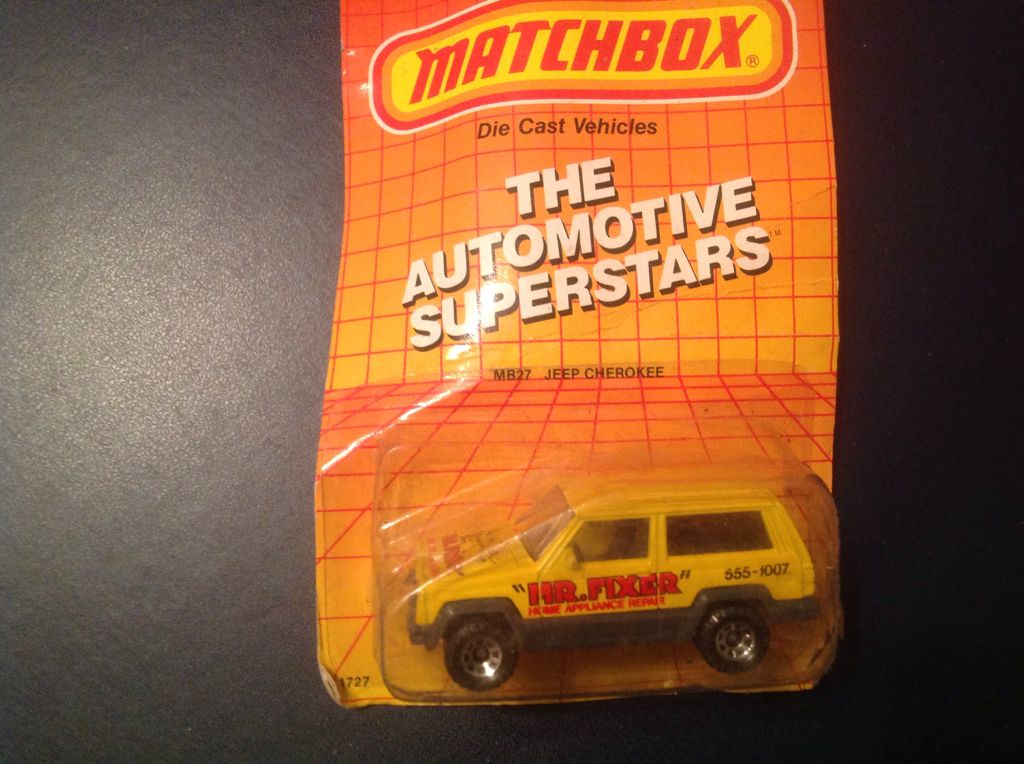 MATCHBOX®
Die Cast Vehicles
THE
AUTOMOTIVE
SUPERSTARS™
MB27 JEEP CHEROKEE
"MR.FIXER"
HOME APPLIANCE REPAIR
555-1007
1727